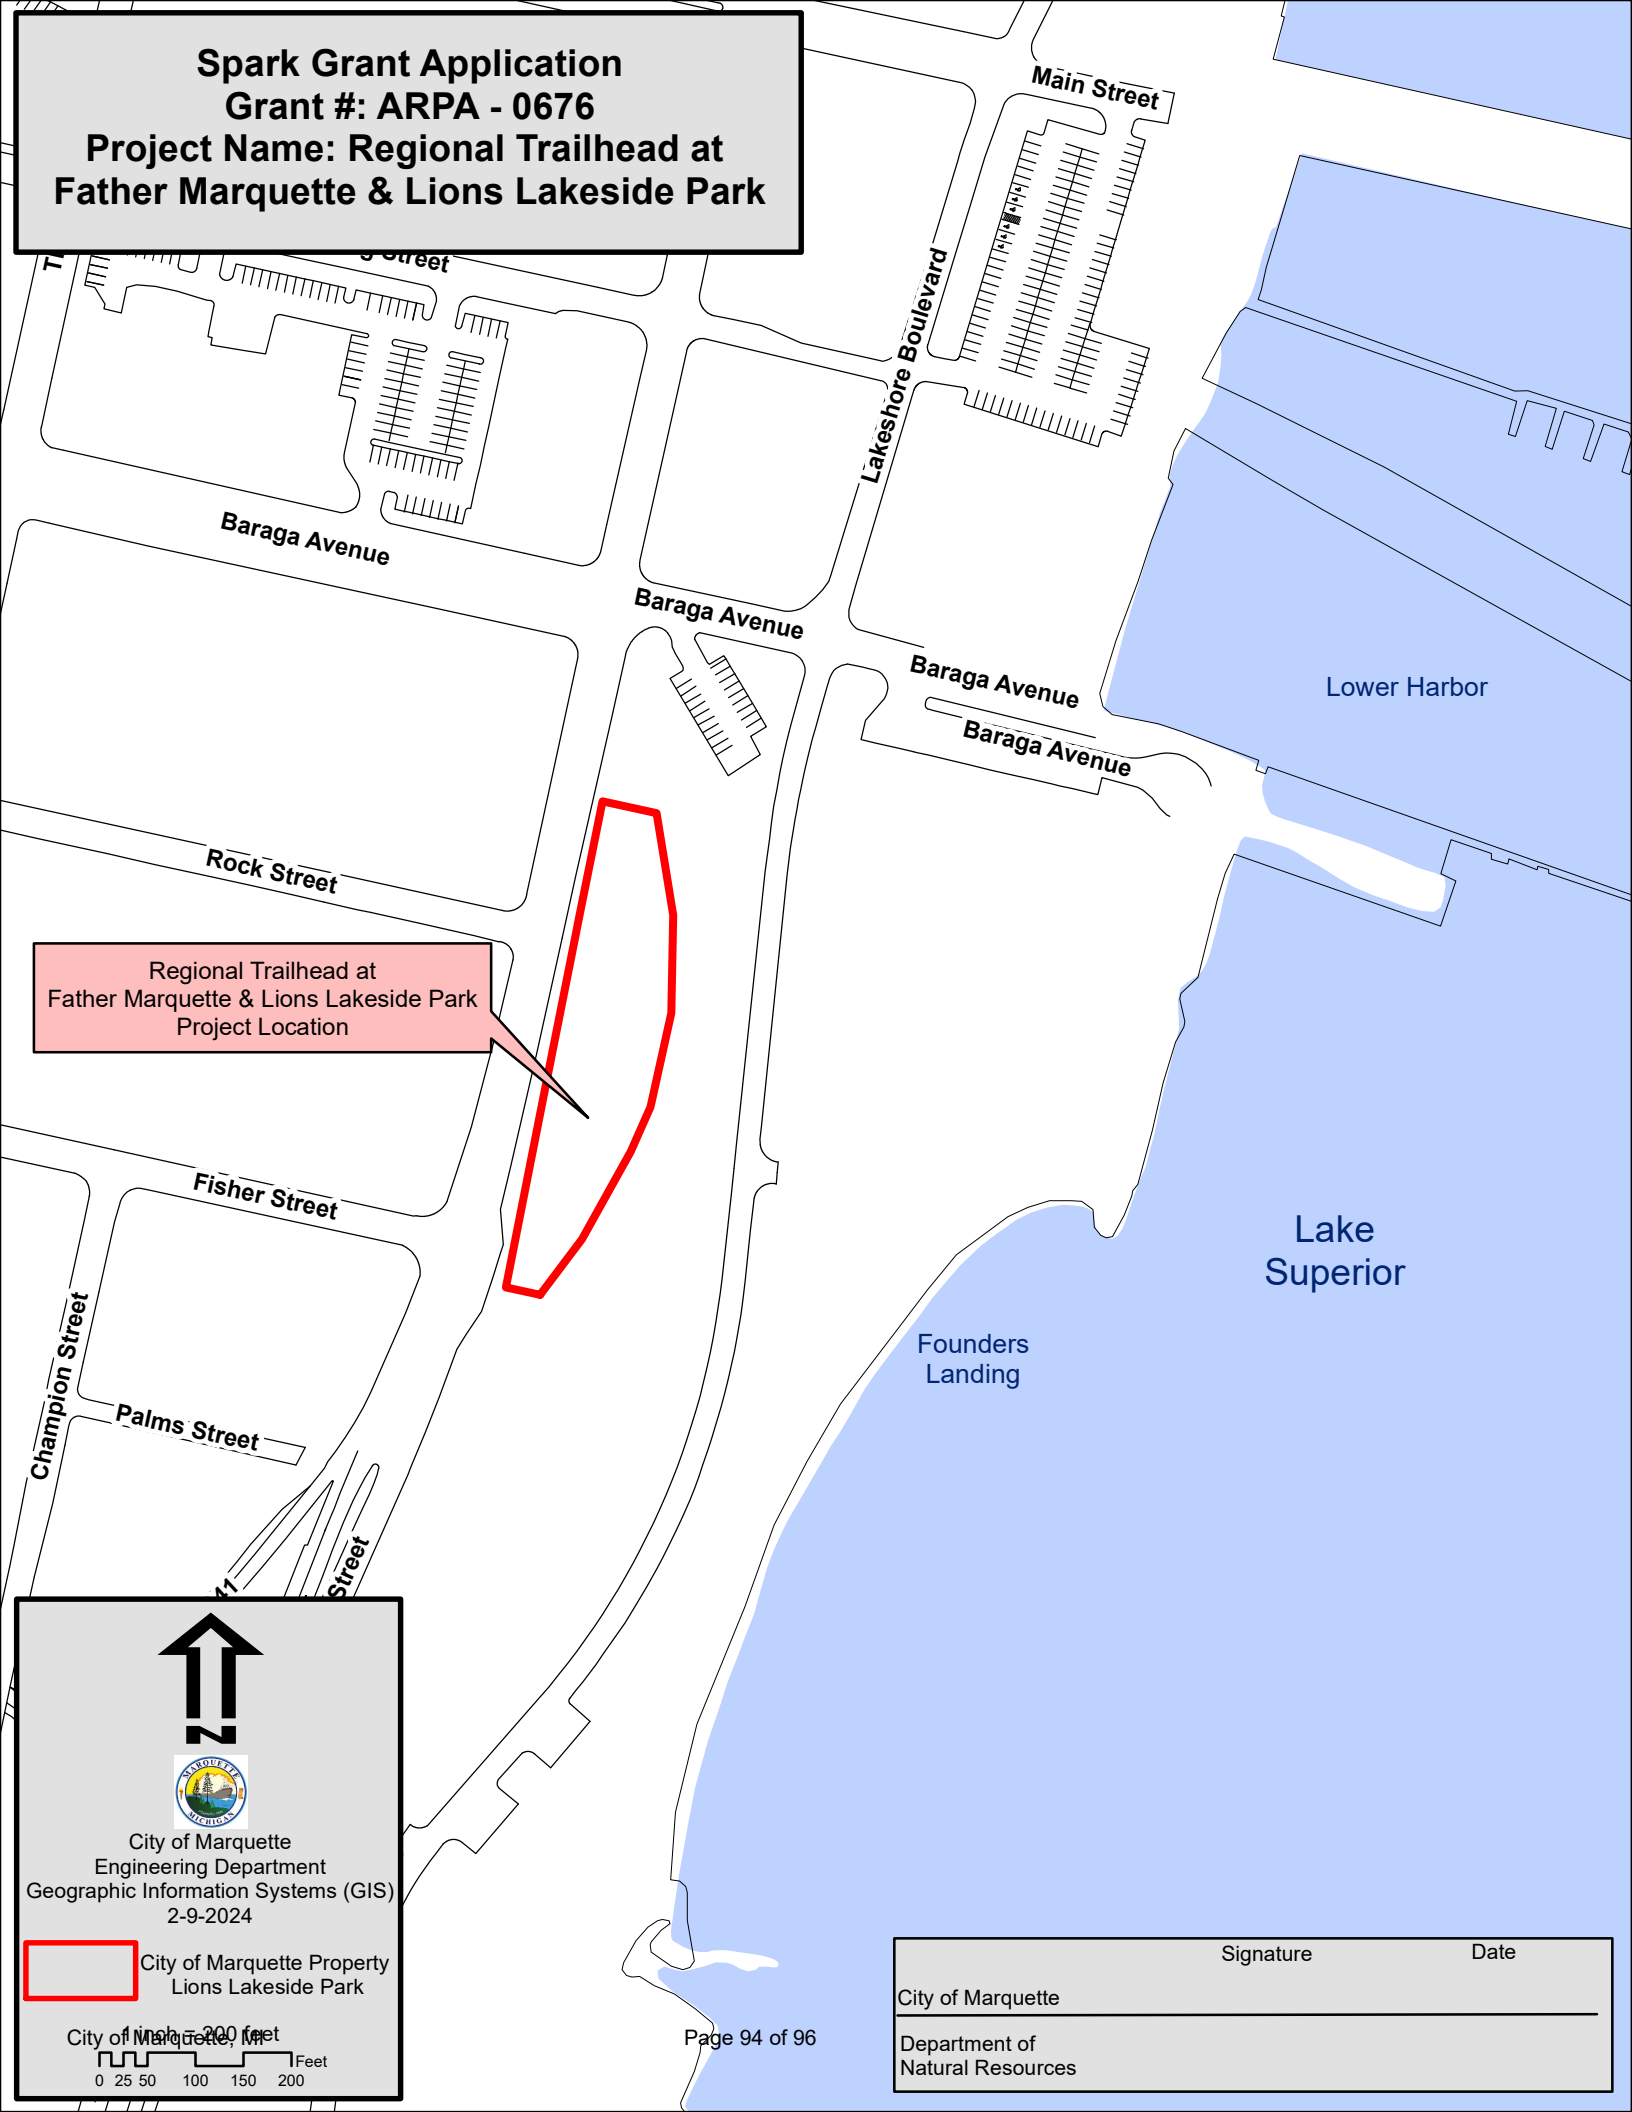 Spark Grant Application
Grant #: ARPA - 0676
Project Name: Regional Trailhead at
Father Marquette & Lions Lakeside Park
Main Street
Street
Lakeshore Boulevard
Baraga Avenue
Baraga Avenue
Baraga Avenue
Baraga Avenue
Lower Harbor
Rock Street
Regional Trailhead at
Father Marquette & Lions Lakeside Park
Project Location
Fisher Street
Lake
Superior
Founders
Landing
Champion Street
Palms Street
41
Street
N
MARQUETTE
MICHIGAN
City of Marquette
Engineering Department
Geographic Information Systems (GIS)
2-9-2024
City of Marquette Property
Lions Lakeside Park
1 inch = 200 feet
City of Marquette, MI
Feet
0 25 50 100 150 200
Page 94 of 96
Signature Date
City of Marquette
Department of
Natural Resources